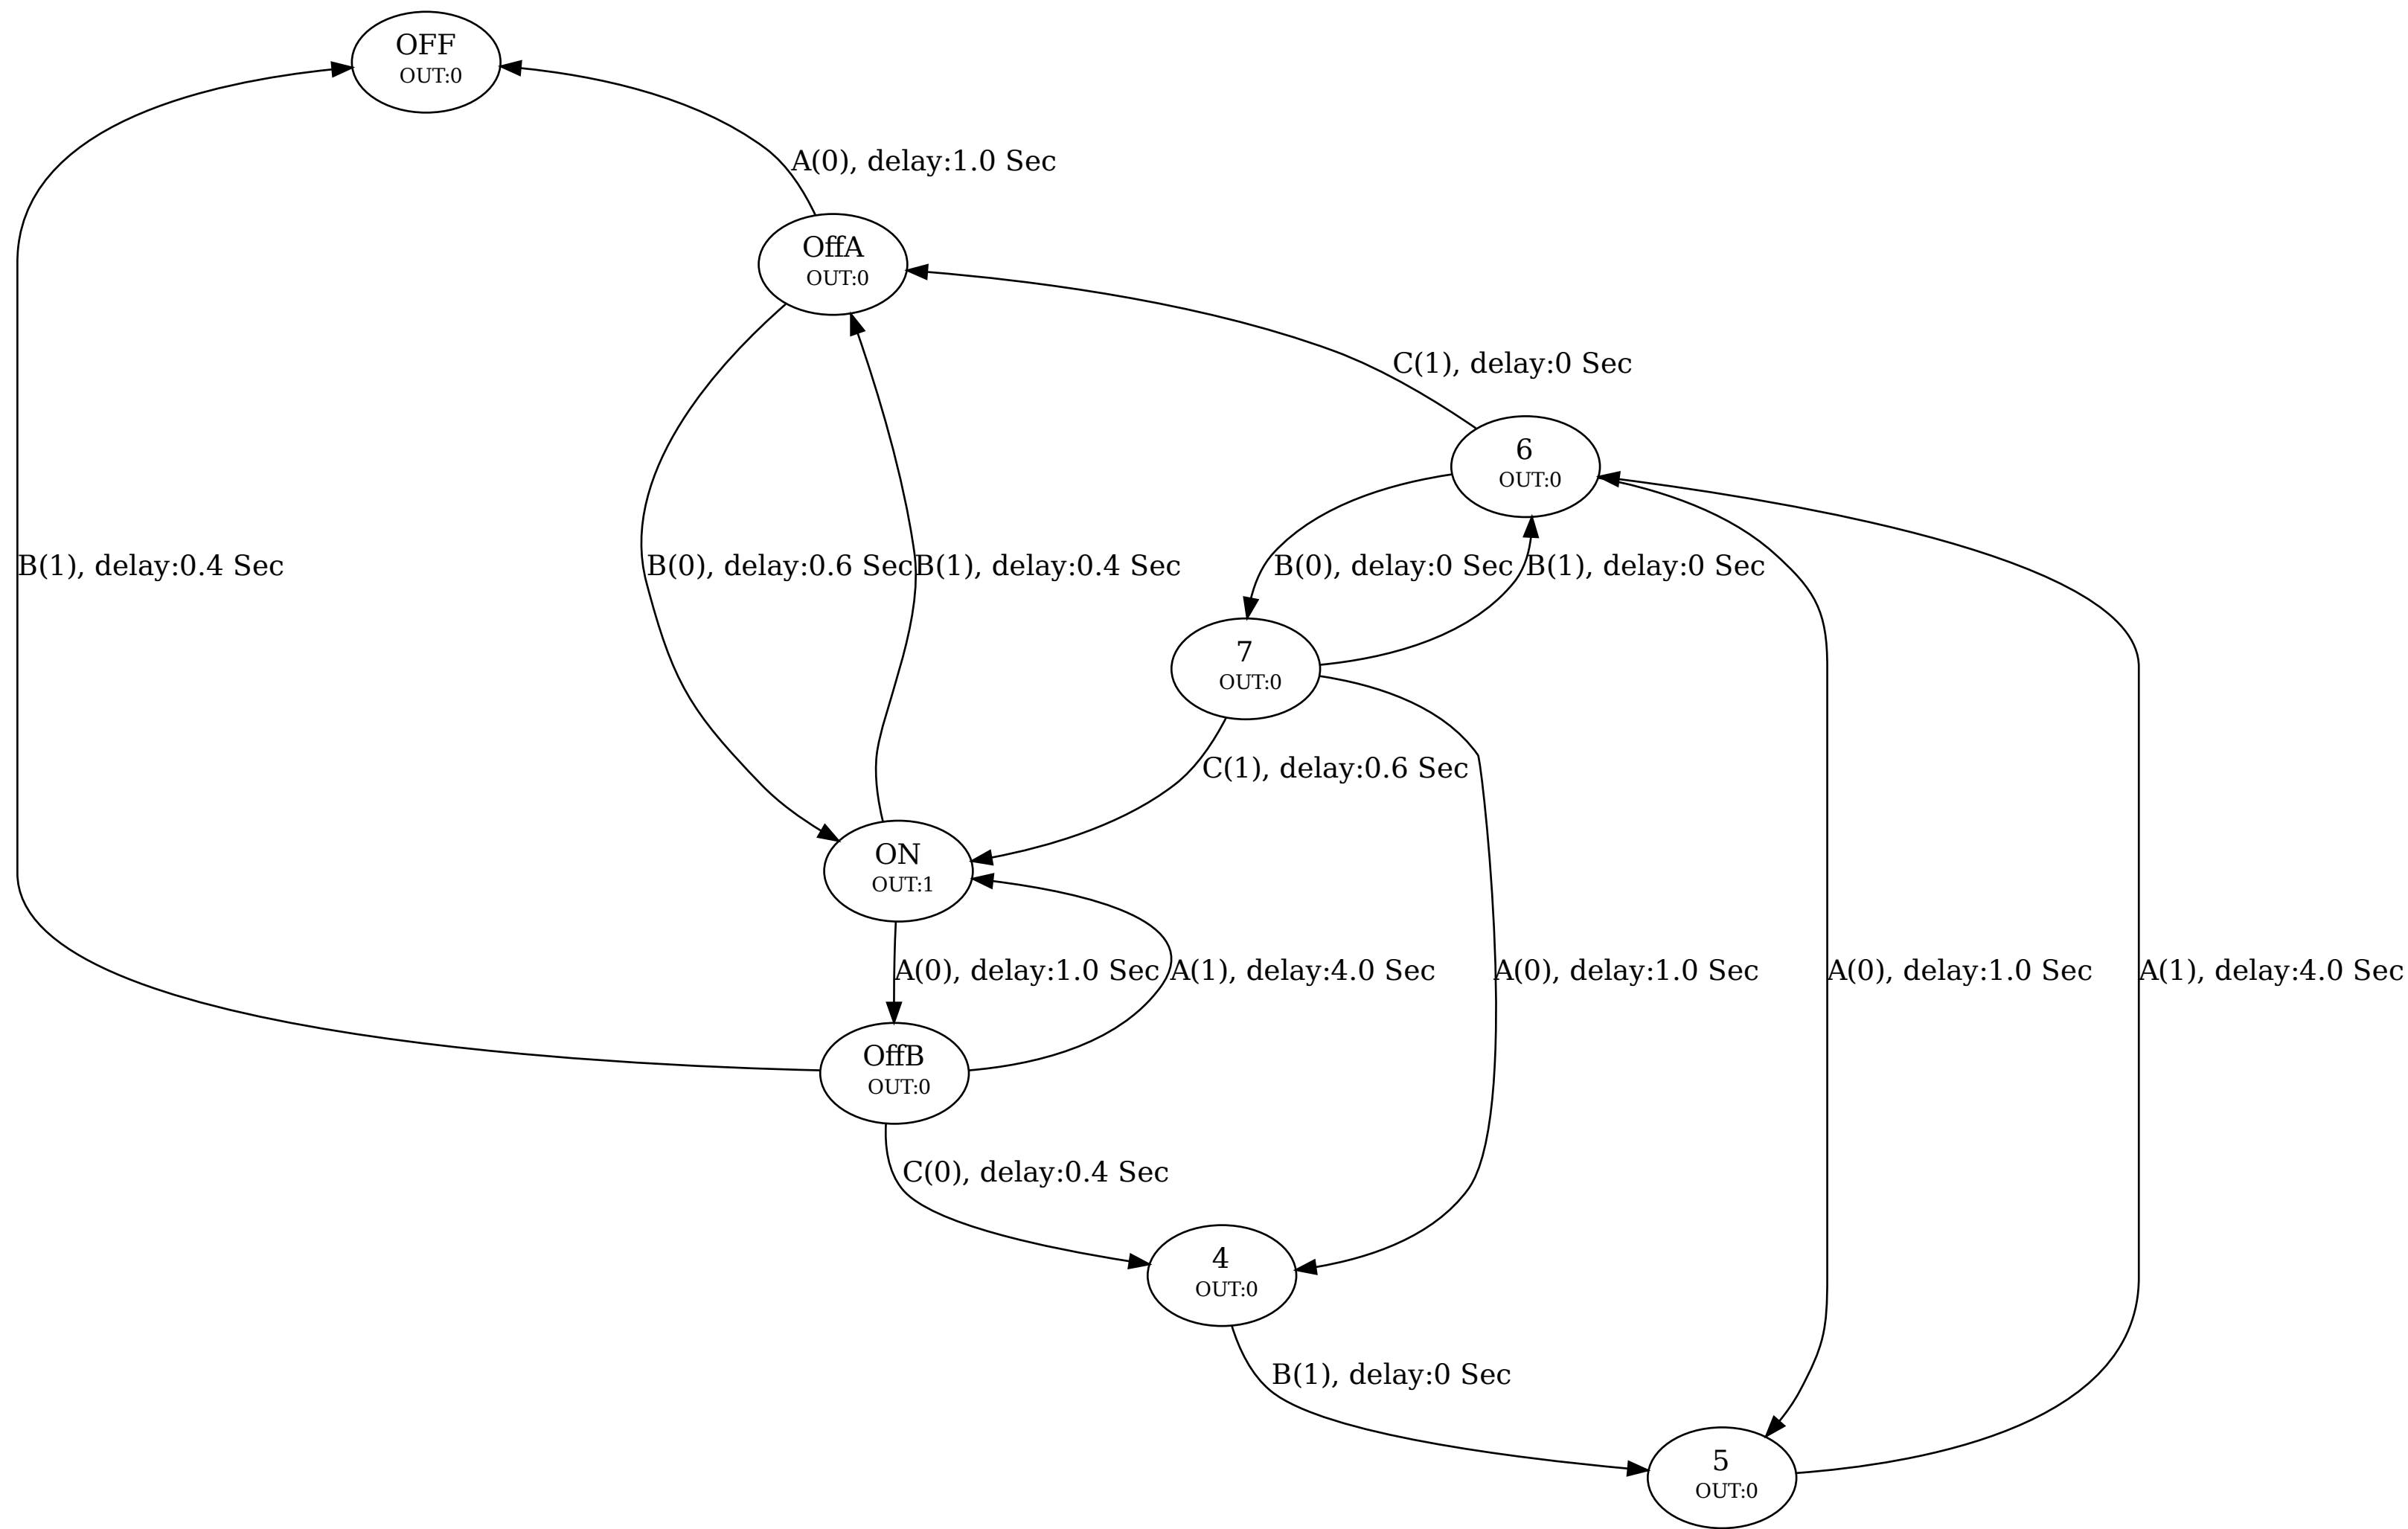 OFF
OUT:0
A(0), delay:1.0 Sec
OffA
OUT:0
C(1), delay:0 Sec
6
OUT:0
B(1), delay:0.4 Sec
B(0), delay:0.6 Sec
B(1), delay:0.4 Sec
B(0), delay:0 Sec
B(1), delay:0 Sec
7
OUT:0
C(1), delay:0.6 Sec
ON
OUT:1
A(0), delay:1.0 Sec
A(1), delay:4.0 Sec
A(0), delay:1.0 Sec
A(0), delay:1.0 Sec
A(1), delay:4.0 Sec
OffB
OUT:0
C(0), delay:0.4 Sec
4
OUT:0
B(1), delay:0 Sec
5
OUT:0